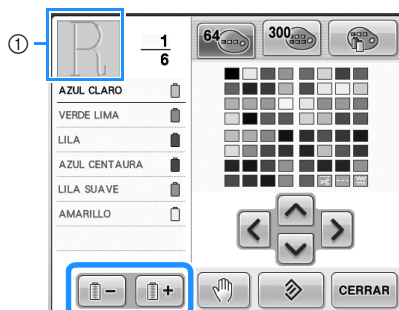 ①
R
1
6
64
300
AZUL CLARO
VERDE LIMA
LILA
AZUL CENTAURA
LILA SUAVE
AMARILLO
−
+
CERRAR